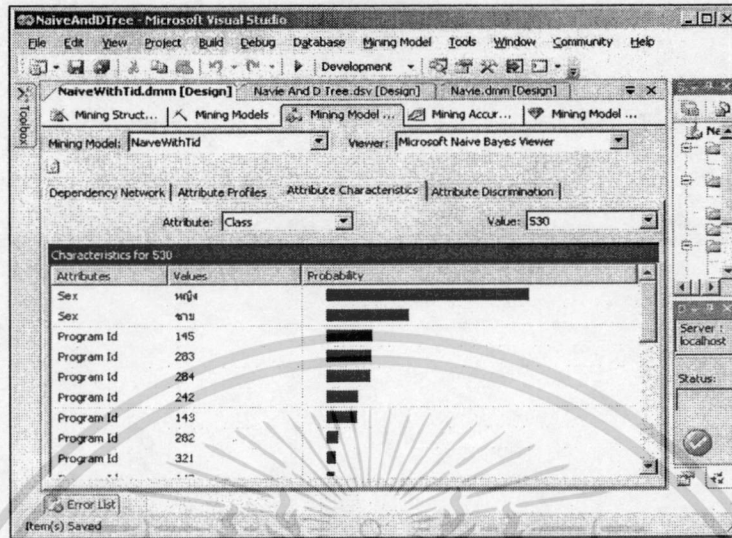 NaiveAndDTree - Microsoft Visual Studio
File Edit View Project Build Debug Database Mining Model Tools Window Community Help
Development
NaiveWithTid.dmm [Design] Navie And D Tree.dsv [Design] Navie.dmm [Design]
Toolbox
Mining Struct... Mining Models Mining Model ... Mining Accur... Mining Model ...
Mining Model: NaiveWithTid Viewer: Microsoft Naive Bayes Viewer
Dependency Network Attribute Profiles Attribute Characteristics Attribute Discrimination
Attribute: Class Value: 530
Characteristics for 530
Attributes Values Probability
Sex หญิง
Sex ชาย
Program Id 145
Program Id 283
Program Id 284
Program Id 242
Program Id 143
Program Id 282
Program Id 321
Server :
localhost
Status:
Error List
Item(s) Saved